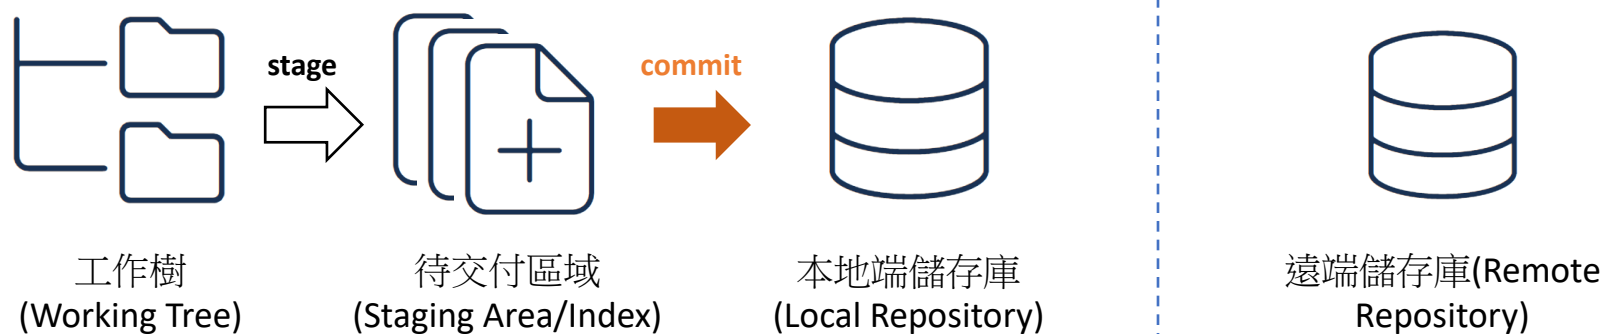 stage
commit
工作樹
(Working Tree)
待交付區域
(Staging Area/Index)
本地端儲存庫
(Local Repository)
遠端儲存庫(Remote
Repository)